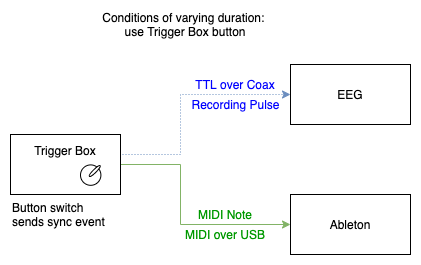 Conditions of varying duration:
use Trigger Box button
TTL over Coax
Recording Pulse
EEG
Trigger Box
Button switch
sends sync event
MIDI Note
MIDI over USB
Ableton